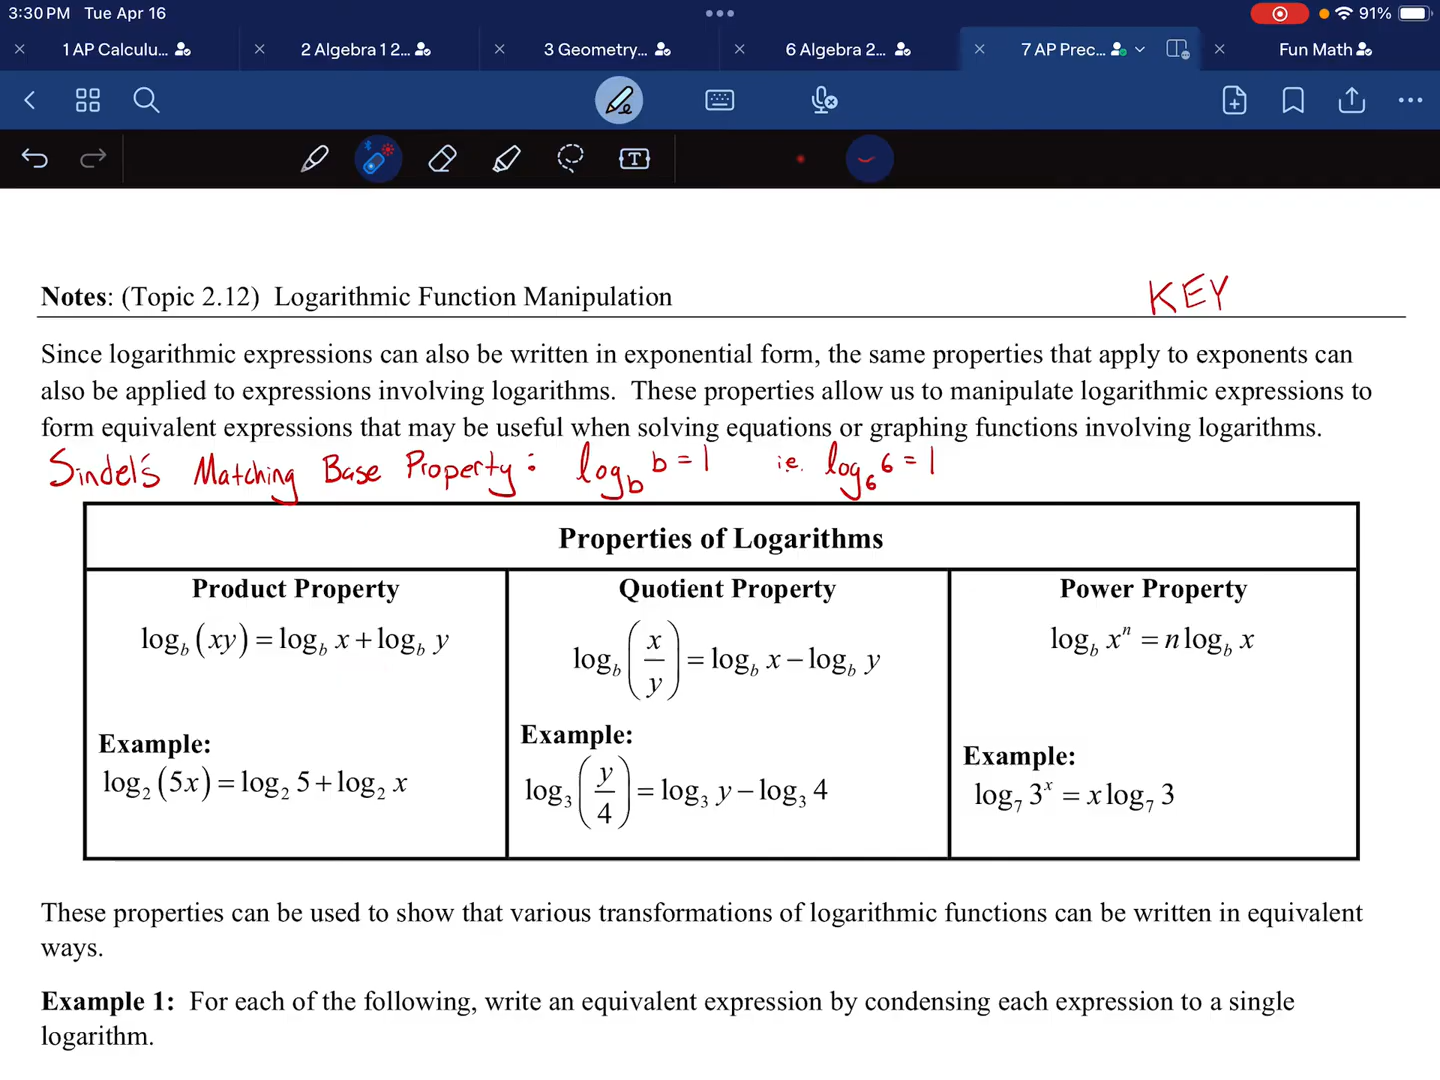 3:30 PM Tue Apr 16
91%
1 AP Calculu...
2 Algebra 1 2...
3 Geometry...
6 Algebra 2...
7 AP Prec...
Fun Math
T
Notes: (Topic 2.12) Logarithmic Function Manipulation
KEY
Since logarithmic expressions can also be written in exponential form, the same properties that apply to exponents can
also be applied to expressions involving logarithms. These properties allow us to manipulate logarithmic expressions to
form equivalent expressions that may be useful when solving equations or graphing functions involving logarithms.
Sindel's Matching Base Property: log_b b = 1 i.e. log_6 6 = 1
Properties of Logarithms
Product Property
log_b (xy) = log_b x + log_b y
Example:
log_2 (5x) = log_2 5 + log_2 x
Quotient Property
log_b (x/y) = log_b x − log_b y
Example:
log_3 (y/4) = log_3 y − log_3 4
Power Property
log_b x^n = n log_b x
Example:
log_7 3^x = x log_7 3
These properties can be used to show that various transformations of logarithmic functions can be written in equivalent
ways.
Example 1: For each of the following, write an equivalent expression by condensing each expression to a single
logarithm.